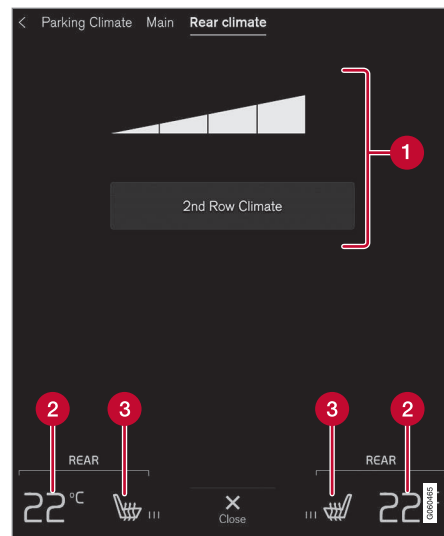 < Parking Climate Main Rear climate
1
2nd Row Climate
2 3 3 2
REAR REAR
22 °C 22
Close
G060465